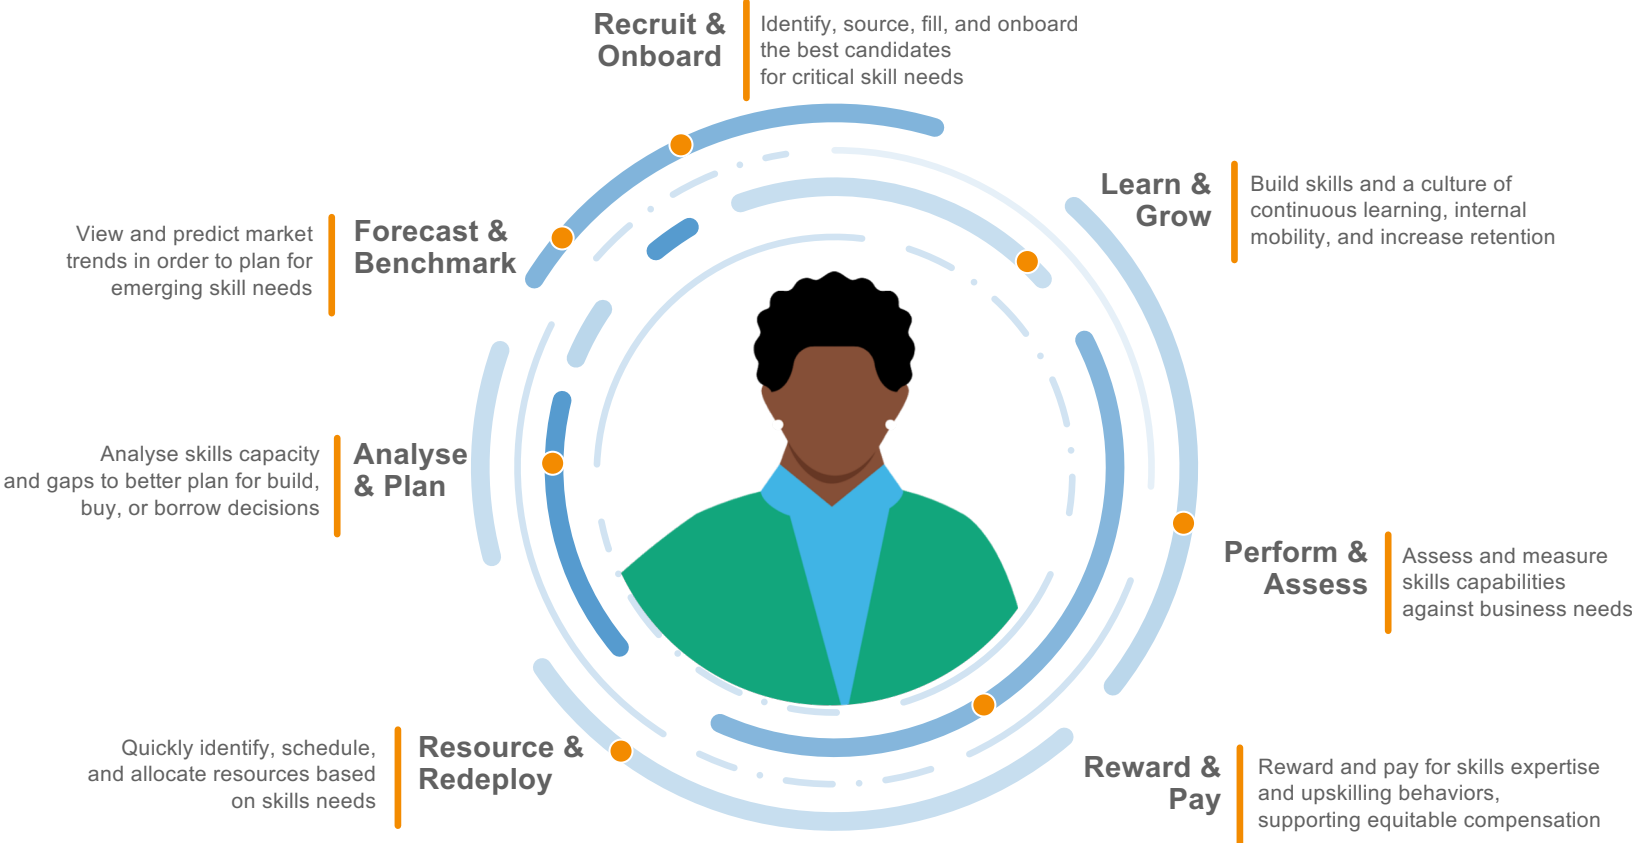 Recruit &
Onboard
Identify, source, fill, and onboard
the best candidates
for critical skill needs
Learn &
Grow
Build skills and a culture of
continuous learning, internal
mobility, and increase retention
View and predict market
trends in order to plan for
emerging skill needs
Forecast &
Benchmark
Analyse skills capacity
and gaps to better plan for build,
buy, or borrow decisions
Analyse
& Plan
Perform &
Assess
Assess and measure
skills capabilities
against business needs
Quickly identify, schedule,
and allocate resources based
on skills needs
Resource &
Redeploy
Reward &
Pay
Reward and pay for skills expertise
and upskilling behaviors,
supporting equitable compensation